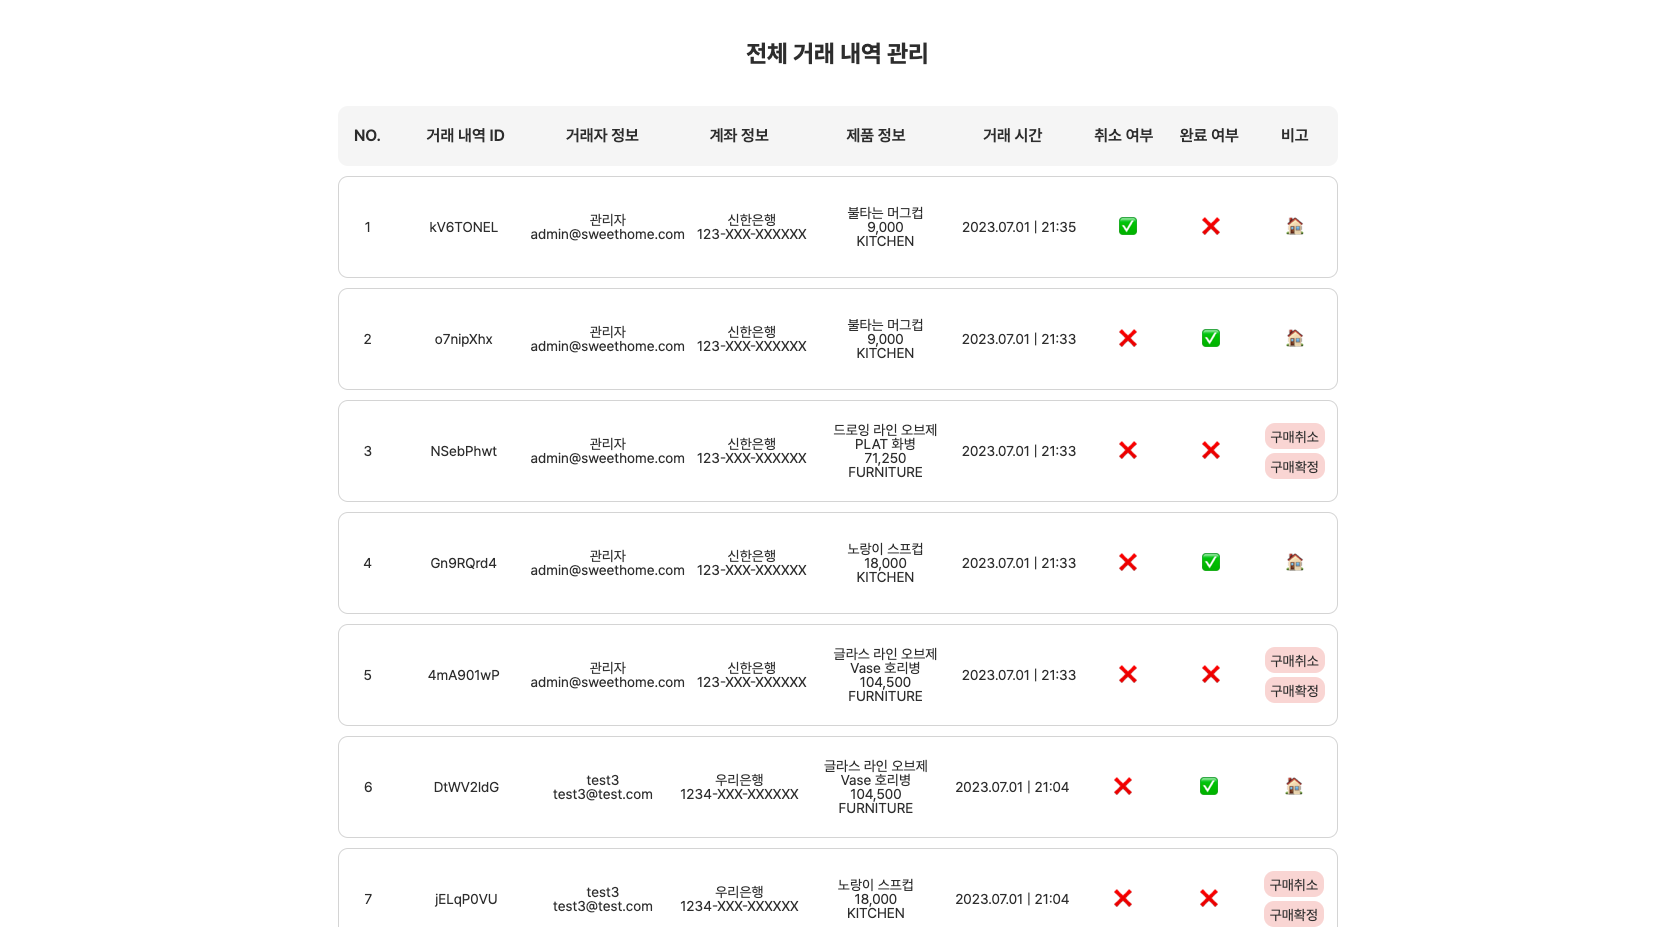 전체 거래 내역 관리
NO. 거래 내역 ID 거래자 정보 계좌 정보 제품 정보 거래 시간 취소 여부 완료 여부 비고
1
kV6TONEL
관리자
admin@sweethome.com
신한은행
123-XXX-XXXXXX
불타는 머그컵
9,000
KITCHEN
2023.07.01 | 21:35
2
o7nipXhx
관리자
admin@sweethome.com
신한은행
123-XXX-XXXXXX
불타는 머그컵
9,000
KITCHEN
2023.07.01 | 21:33
3
NSebPhwt
관리자
admin@sweethome.com
신한은행
123-XXX-XXXXXX
드로잉 라인 오브제
PLAT 화병
71,250
FURNITURE
2023.07.01 | 21:33
구매취소
구매확정
4
Gn9RQrd4
관리자
admin@sweethome.com
신한은행
123-XXX-XXXXXX
노랑이 스프컵
18,000
KITCHEN
2023.07.01 | 21:33
5
4mA901wP
관리자
admin@sweethome.com
신한은행
123-XXX-XXXXXX
글라스 라인 오브제
Vase 호리병
104,500
FURNITURE
2023.07.01 | 21:33
구매취소
구매확정
6
DtWV2ldG
test3
test3@test.com
우리은행
1234-XXX-XXXXXX
글라스 라인 오브제
Vase 호리병
104,500
FURNITURE
2023.07.01 | 21:04
7
jELqP0VU
test3
test3@test.com
우리은행
1234-XXX-XXXXXX
노랑이 스프컵
18,000
KITCHEN
2023.07.01 | 21:04
구매취소
구매확정